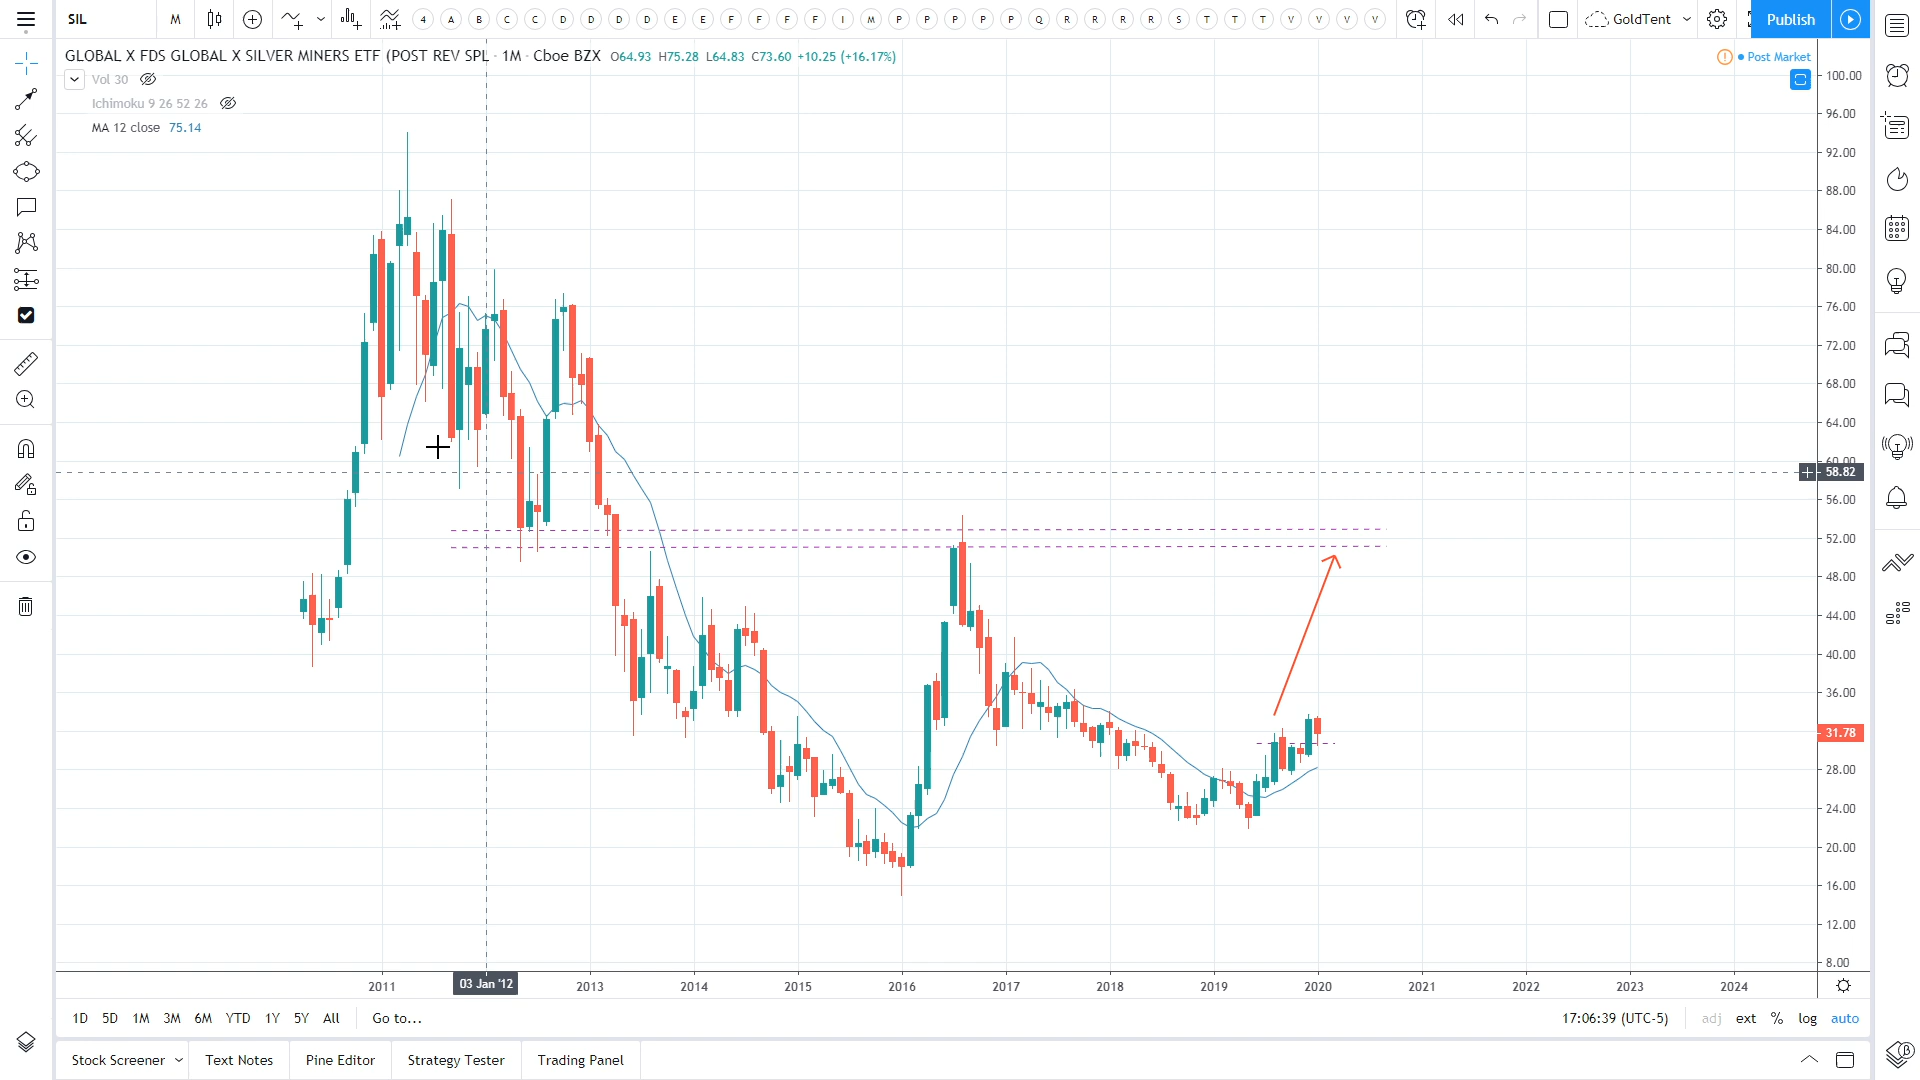 SIL M 4 A B C C D D D D E E F F F F I M P P P P Q R R R S T T T V V V V GoldTent Publish
GLOBAL X FDS GLOBAL X SILVER MINERS ETF (POST REV SPL · 1M · Cboe BZX O64.93 H75.28 L64.83 C73.60 +10.25 (+16.17%)
Post Market
Vol 30
Ichimoku 9 26 52 26
MA 12 close 75.14
100.00
96.00
92.00
88.00
84.00
80.00
76.00
72.00
68.00
64.00
60.00
58.82
56.00
52.00
48.00
44.00
40.00
36.00
31.78
28.00
24.00
20.00
16.00
12.00
8.00
2011 03 Jan '12 2013 2014 2015 2016 2017 2018 2019 2020 2021 2022 2023 2024
1D 5D 1M 3M 6M YTD 1Y 5Y All Go to... 17:06:39 (UTC-5) adj ext % log auto
Stock Screener Text Notes Pine Editor Strategy Tester Trading Panel